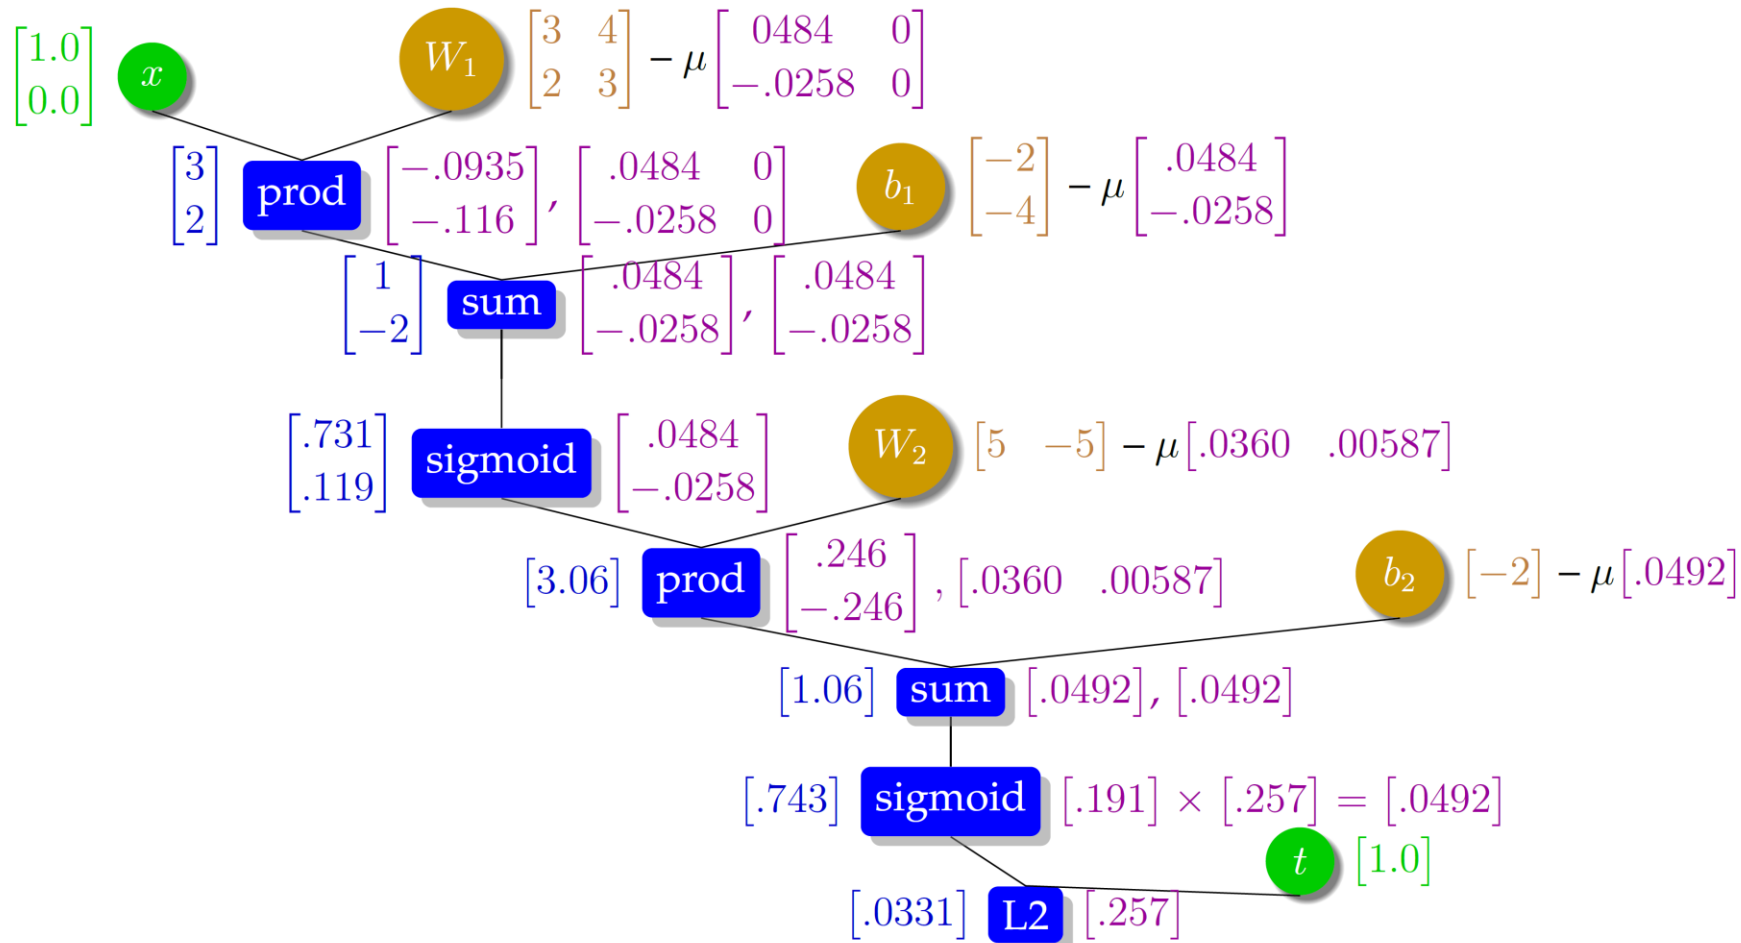 [1.0 0.0] x W₁ [3 4 2 3] − μ [0484 0 −.0258 0]
[3 2] prod [−.0935 −.116], [.0484 0 −.0258 0] b₁ [−2 −4] − μ [.0484 −.0258]
[1 −2] sum [.0484 −.0258], [.0484 −.0258]
[.731 .119] sigmoid [.0484 −.0258] W₂ [5 −5] − μ [.0360 .00587]
[3.06] prod [.246 −.246], [.0360 .00587] b₂ [−2] − μ [.0492]
[1.06] sum [.0492], [.0492]
[.743] sigmoid [.191] × [.257] = [.0492]
t [1.0]
[.0331] L2 [.257]